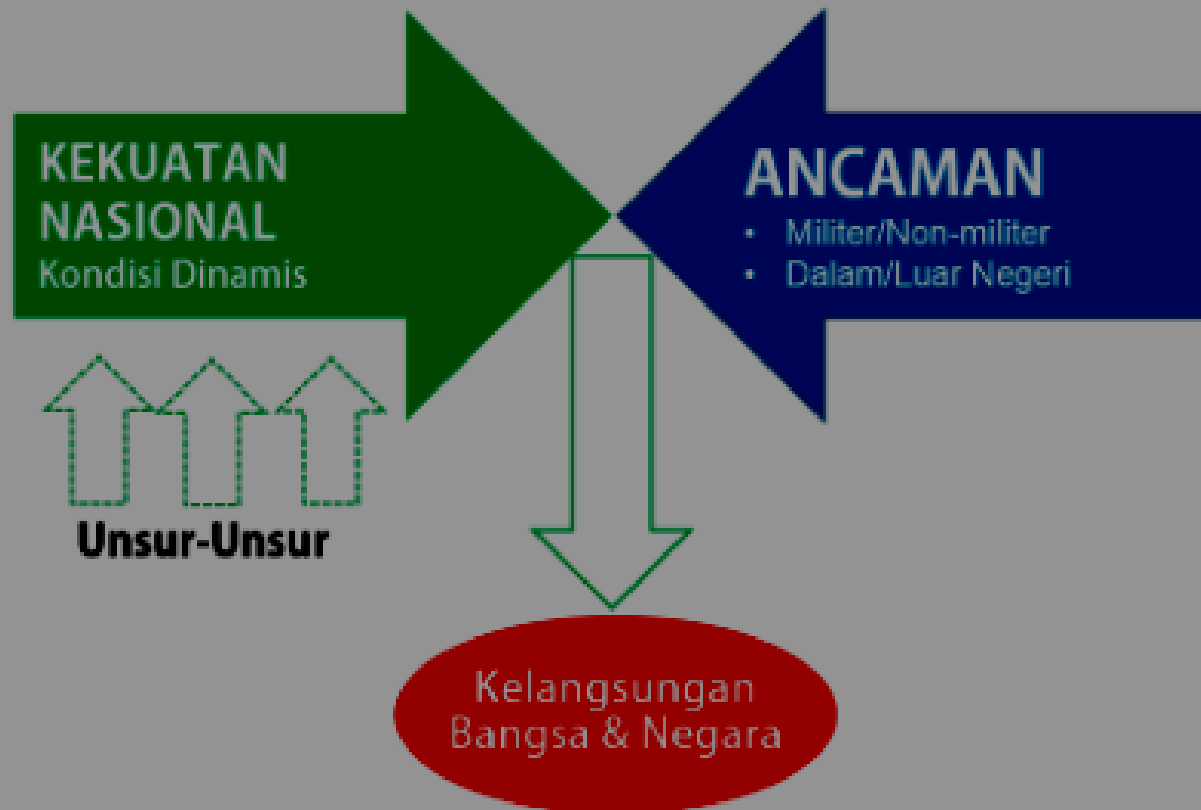 KEKUATAN
NASIONAL
Kondisi Dinamis
ANCAMAN
• Militer/Non-militer
• Dalam/Luar Negeri
Unsur-Unsur
Kelangsungan
Bangsa & Negara